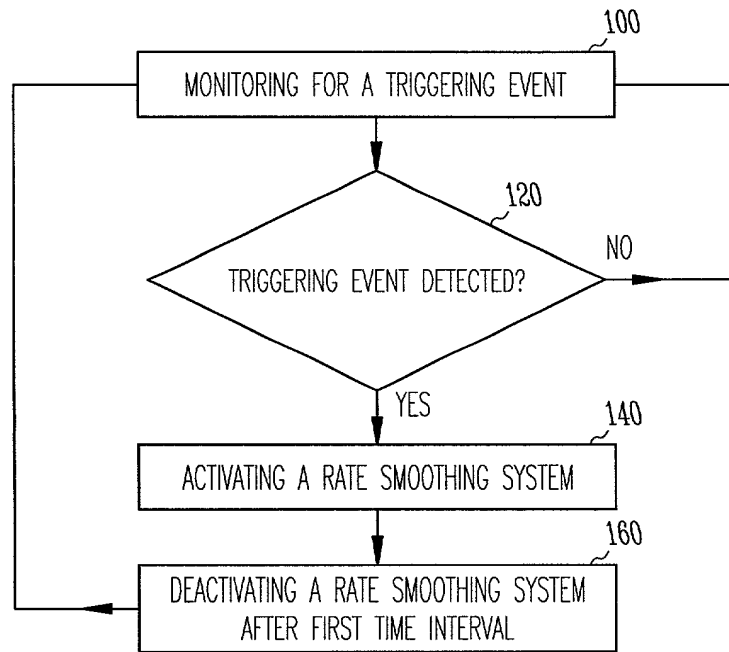 100
MONITORING FOR A TRIGGERING EVENT
120
TRIGGERING EVENT DETECTED?
NO
YES
140
ACTIVATING A RATE SMOOTHING SYSTEM
160
DEACTIVATING A RATE SMOOTHING SYSTEM
AFTER FIRST TIME INTERVAL